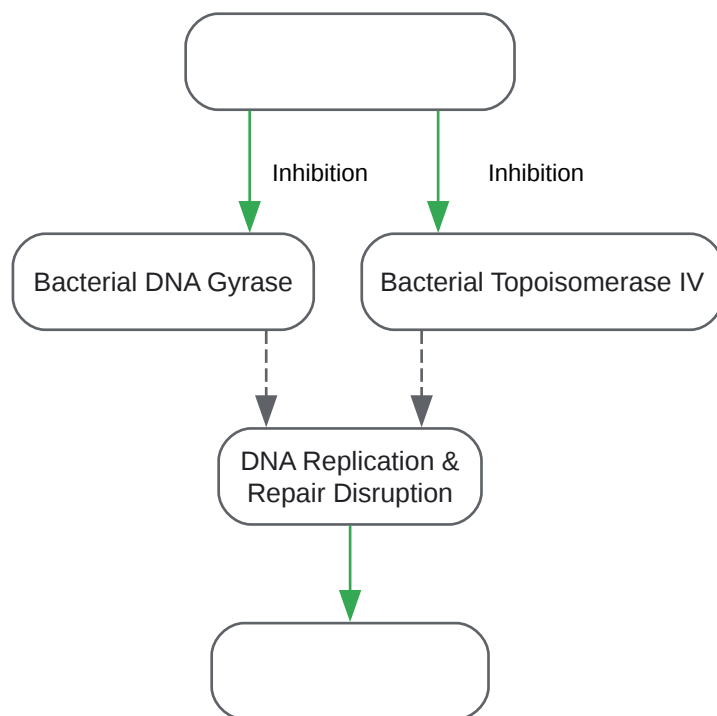 Inhibition
Inhibition
Bacterial DNA Gyrase
Bacterial Topoisomerase IV
DNA Replication &
Repair Disruption